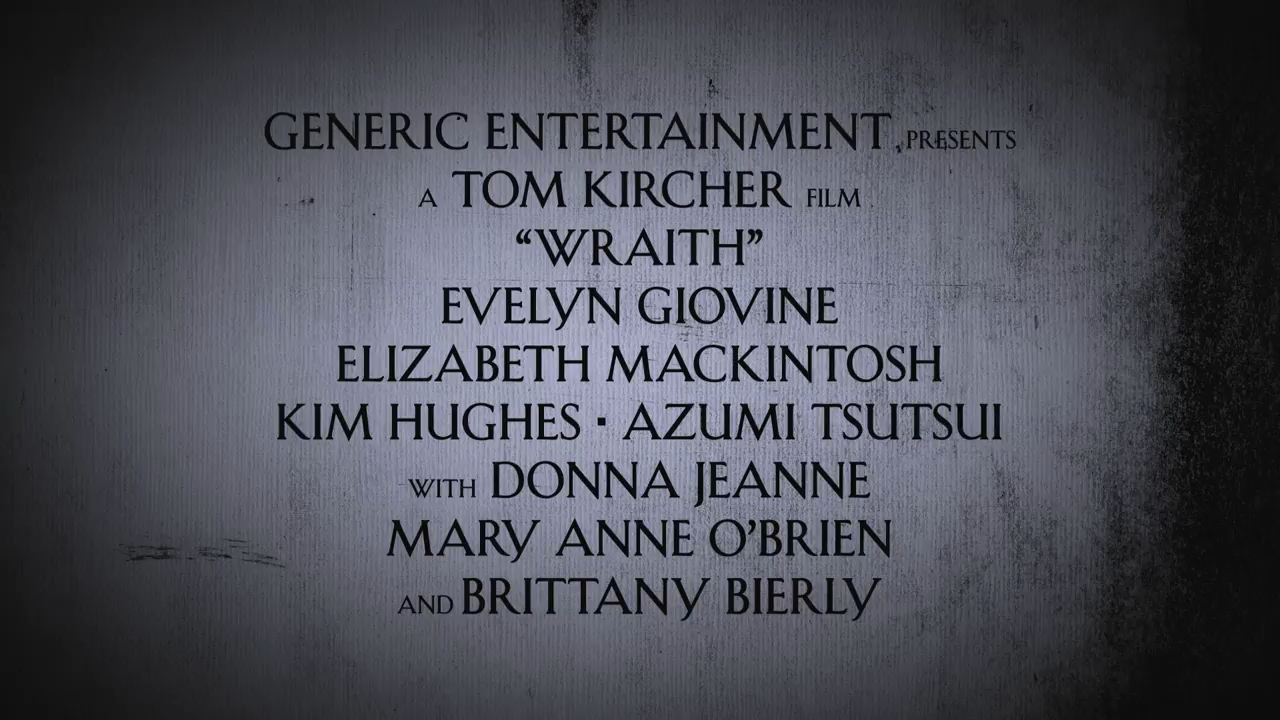 GENERIC ENTERTAINMENT PRESENTS
A TOM KIRCHER FILM
“WRAITH”
EVELYN GIOVINE
ELIZABETH MACKINTOSH
KIM HUGHES · AZUMI TSUTSUI
WITH DONNA JEANNE
MARY ANNE O’BRIEN
AND BRITTANY BIERLY